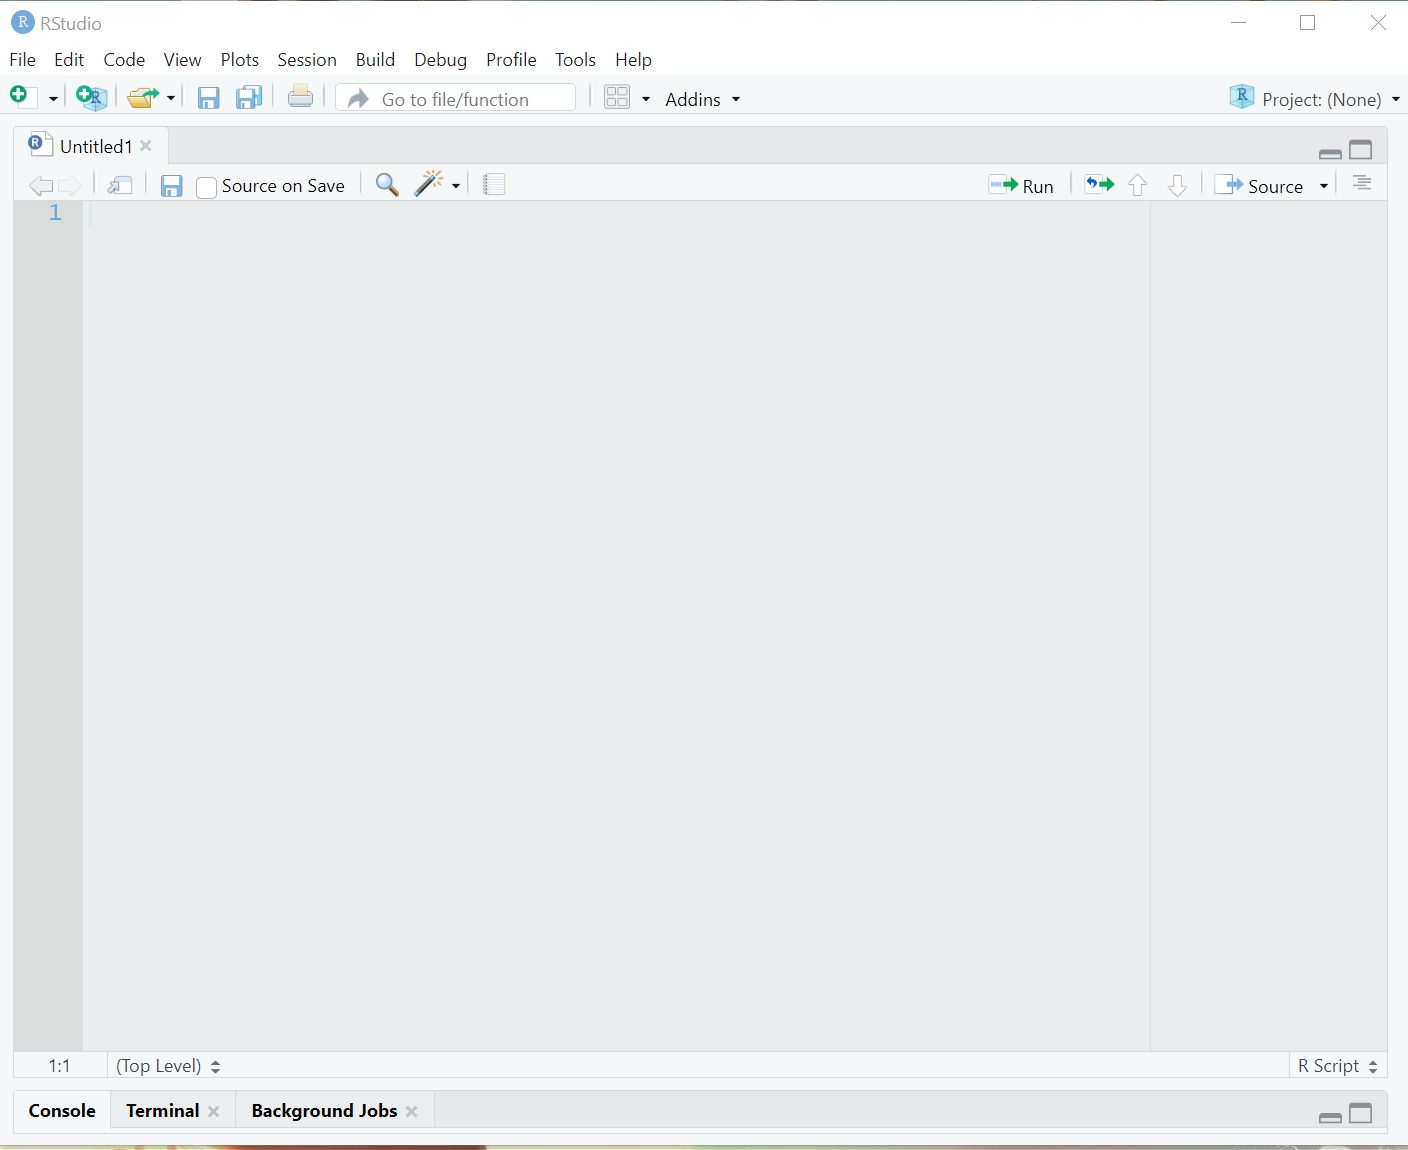 R RStudio
File Edit Code View Plots Session Build Debug Profile Tools Help
R Go to file/function Addins R Project: (None)
R Untitled1
Source on Save Run Source
1
1:1 (Top Level) R Script
Console Terminal Background Jobs